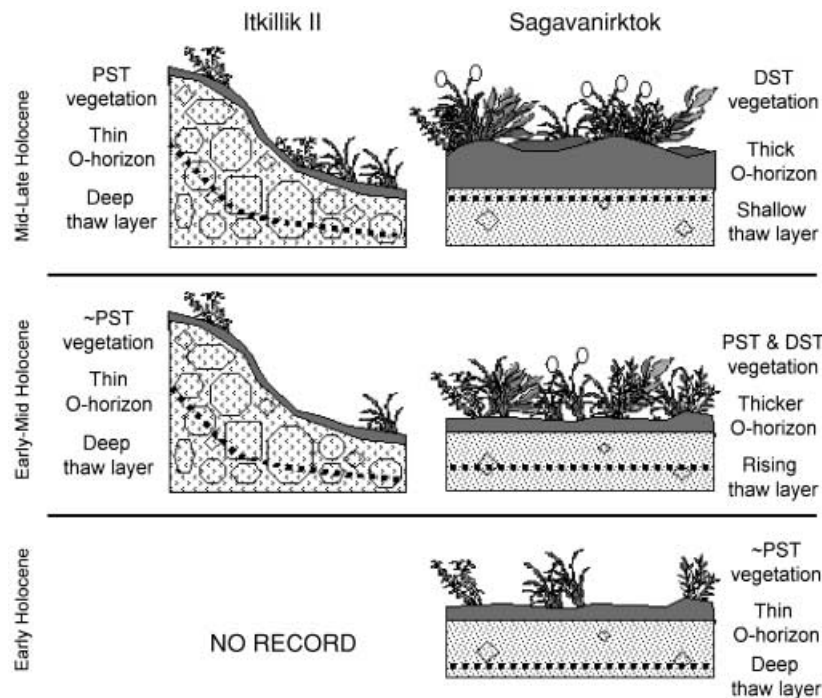 Itkillik II
Sagavanirktok
Mid-Late Holocene
PST
vegetation
Thin
O-horizon
Deep
thaw layer
DST
vegetation
Thick
O-horizon
Shallow
thaw layer
Early-Mid Holocene
~PST
vegetation
Thin
O-horizon
Deep
thaw layer
PST & DST
vegetation
Thicker
O-horizon
Rising
thaw layer
Early Holocene
NO RECORD
~PST
vegetation
Thin
O-horizon
Deep
thaw layer